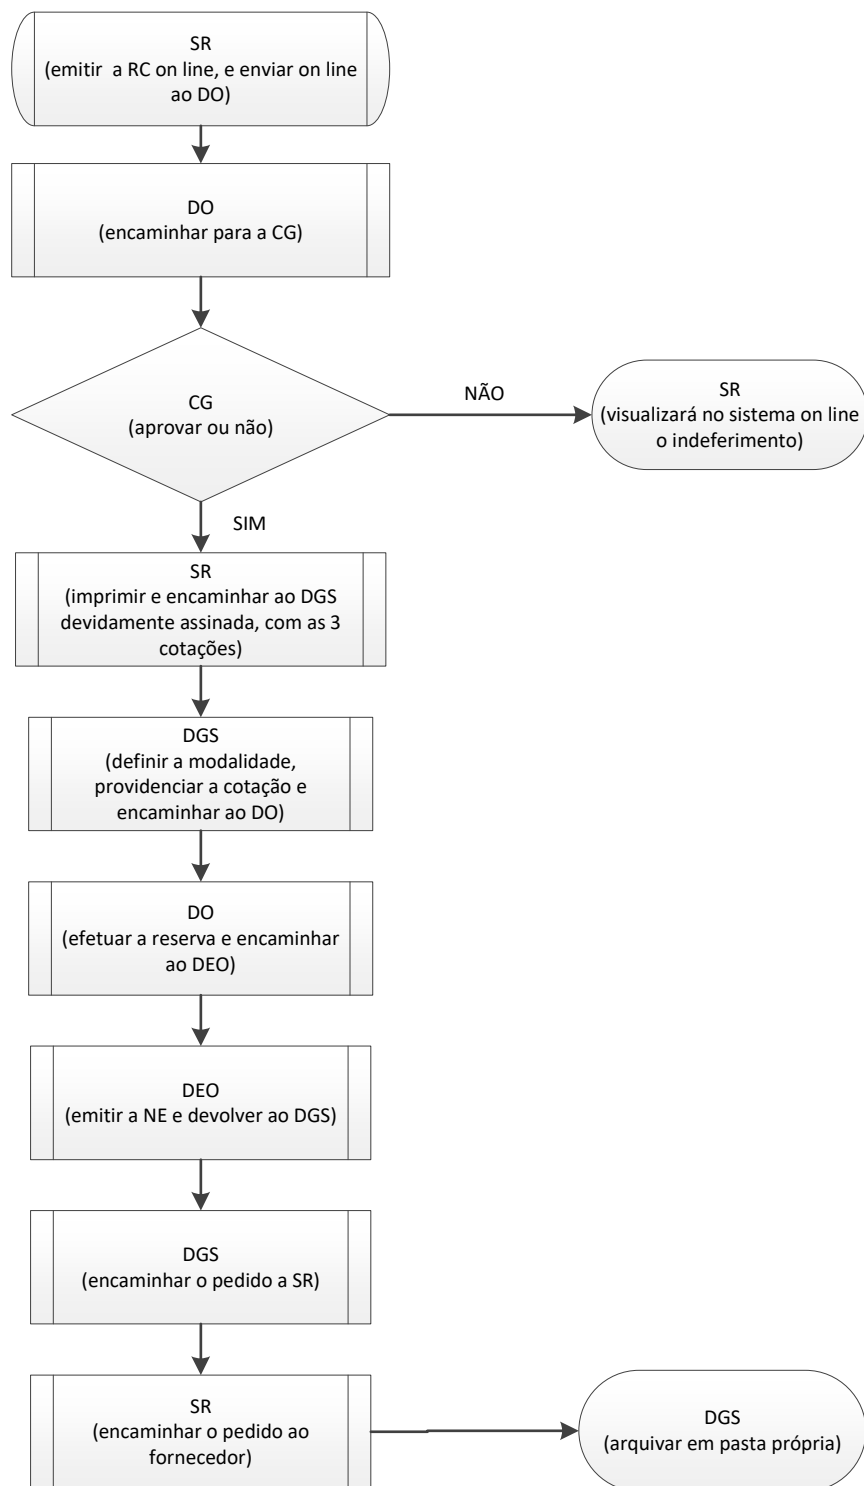 SR
(emitir a RC on line, e enviar on line
ao DO)
DO
(encaminhar para a CG)
CG
(aprovar ou não)
NÃO
SR
(visualizará no sistema on line
o indeferimento)
SIM
SR
(imprimir e encaminhar ao DGS
devidamente assinada, com as 3
cotações)
DGS
(definir a modalidade,
providenciar a cotação e
encaminhar ao DO)
DO
(efetuar a reserva e encaminhar
ao DEO)
DEO
(emitir a NE e devolver ao DGS)
DGS
(encaminhar o pedido a SR)
SR
(encaminhar o pedido ao
fornecedor)
DGS
(arquivar em pasta própria)